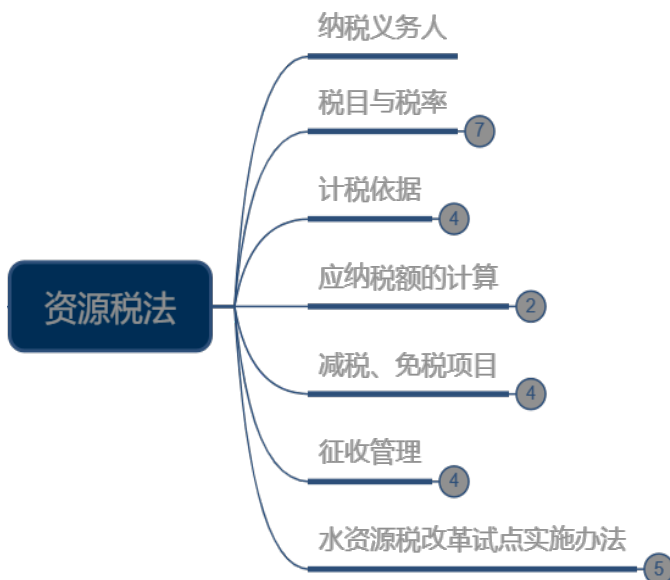 纳税义务人
税目与税率
7
计税依据
4
应纳税额的计算
2
资源税法
减税、免税项目
4
征收管理
4
水资源税改革试点实施办法
5